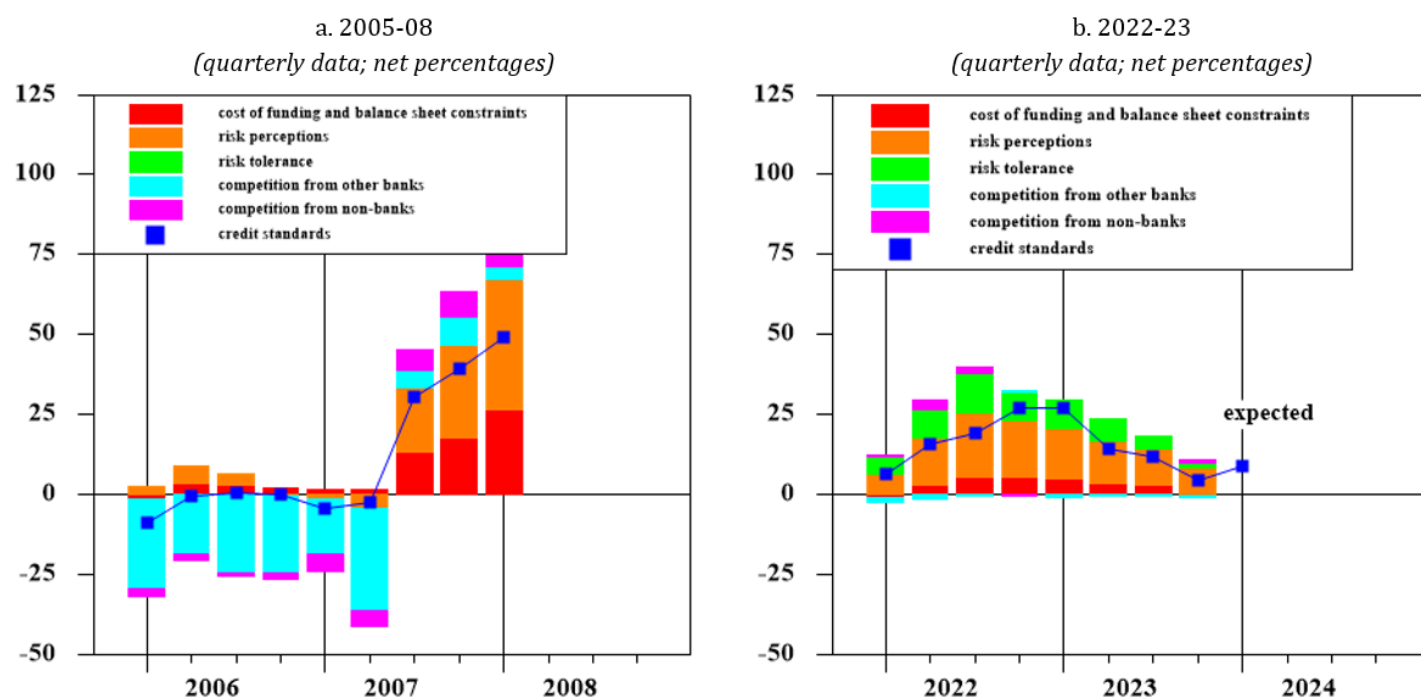 a. 2005-08
(quarterly data; net percentages)
125
100
75
50
25
0
-25
-50
cost of funding and balance sheet constraints
risk perceptions
risk tolerance
competition from other banks
competition from non-banks
credit standards
2006
2007
2008
b. 2022-23
(quarterly data; net percentages)
125
100
75
50
25
0
-25
-50
cost of funding and balance sheet constraints
risk perceptions
risk tolerance
competition from other banks
competition from non-banks
credit standards
expected
2022
2023
2024